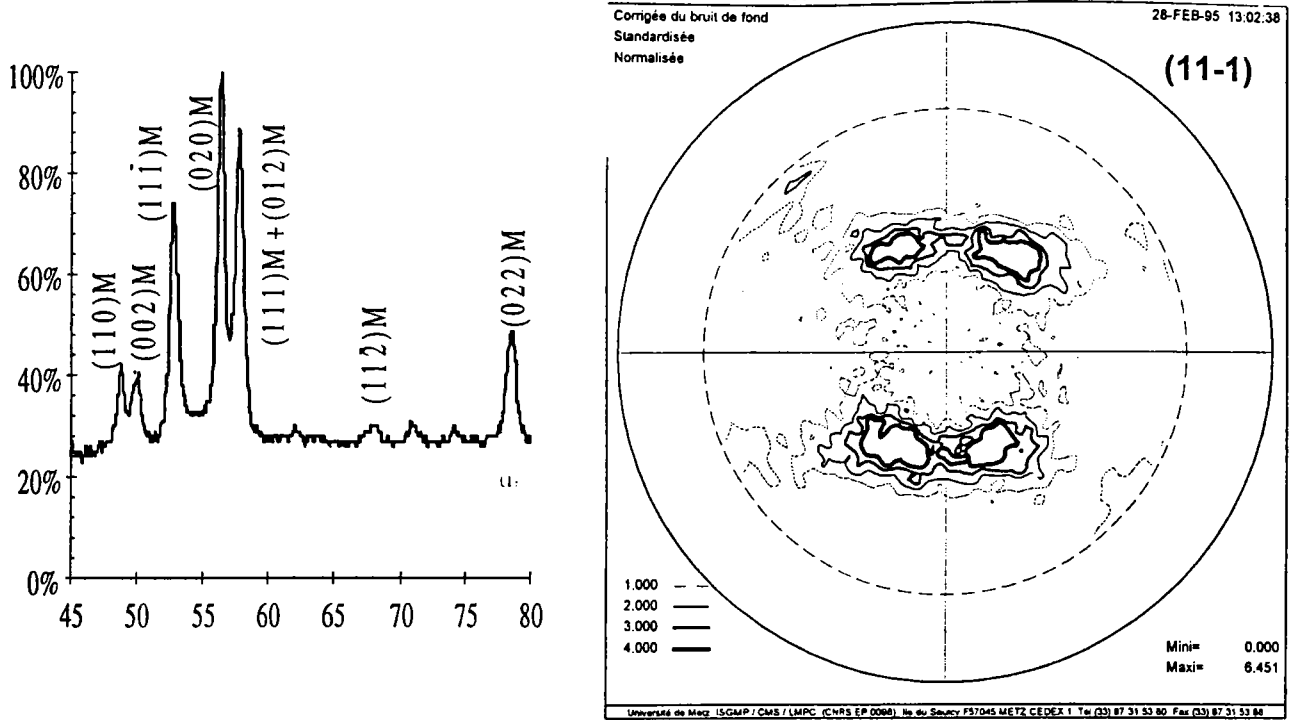 100%
80%
60%
40%
20%
0%
45 50 55 60 65 70 75 80
(110)M
(002)M
(111̄)M
(020)M
(111)M+(012)M
(112̄)M
(022)M
Corrigée du bruit de fond
Standardisée
Normalisée
28-FEB-95 13:02:38
(11-1)
1.000
2.000
3.000
4.000
Mini= 0.000
Maxi= 6.451
Université de Metz ISGMP / CMS / LMPC (CNRS EP 0098) Ile du Saulcy F57045 METZ CEDEX 1 Tel (33) 87 31 53 60 Fax (33) 87 31 53 66